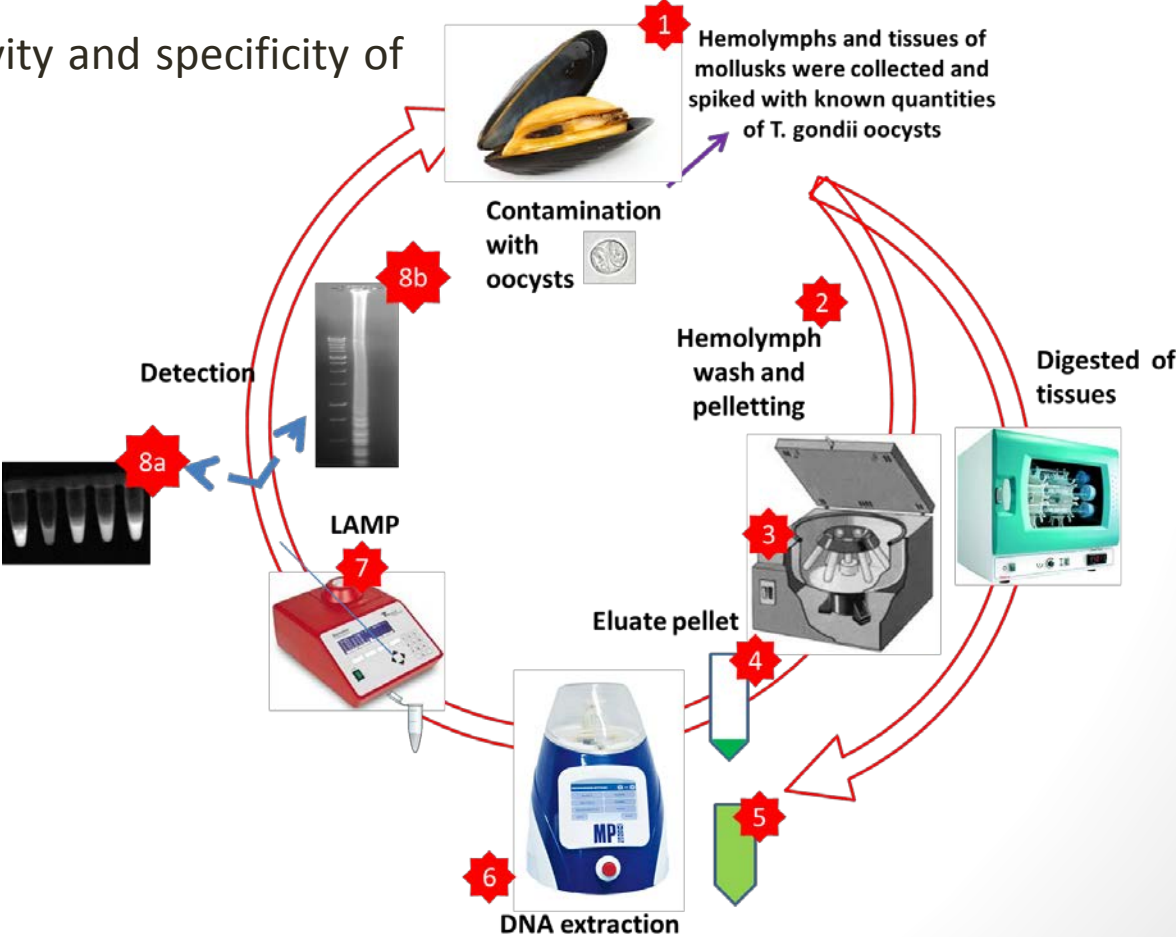 vity and specificity of
1
Hemolymphs and tissues of
mollusks were collected and
spiked with known quantities
of T. gondii oocysts
Contamination
with
oocysts
8b
2
Hemolymph
wash and
pelletting
Digested of
tissues
Detection
8a
3
LAMP
7
Eluate pellet
4
5
MP
6
DNA extraction